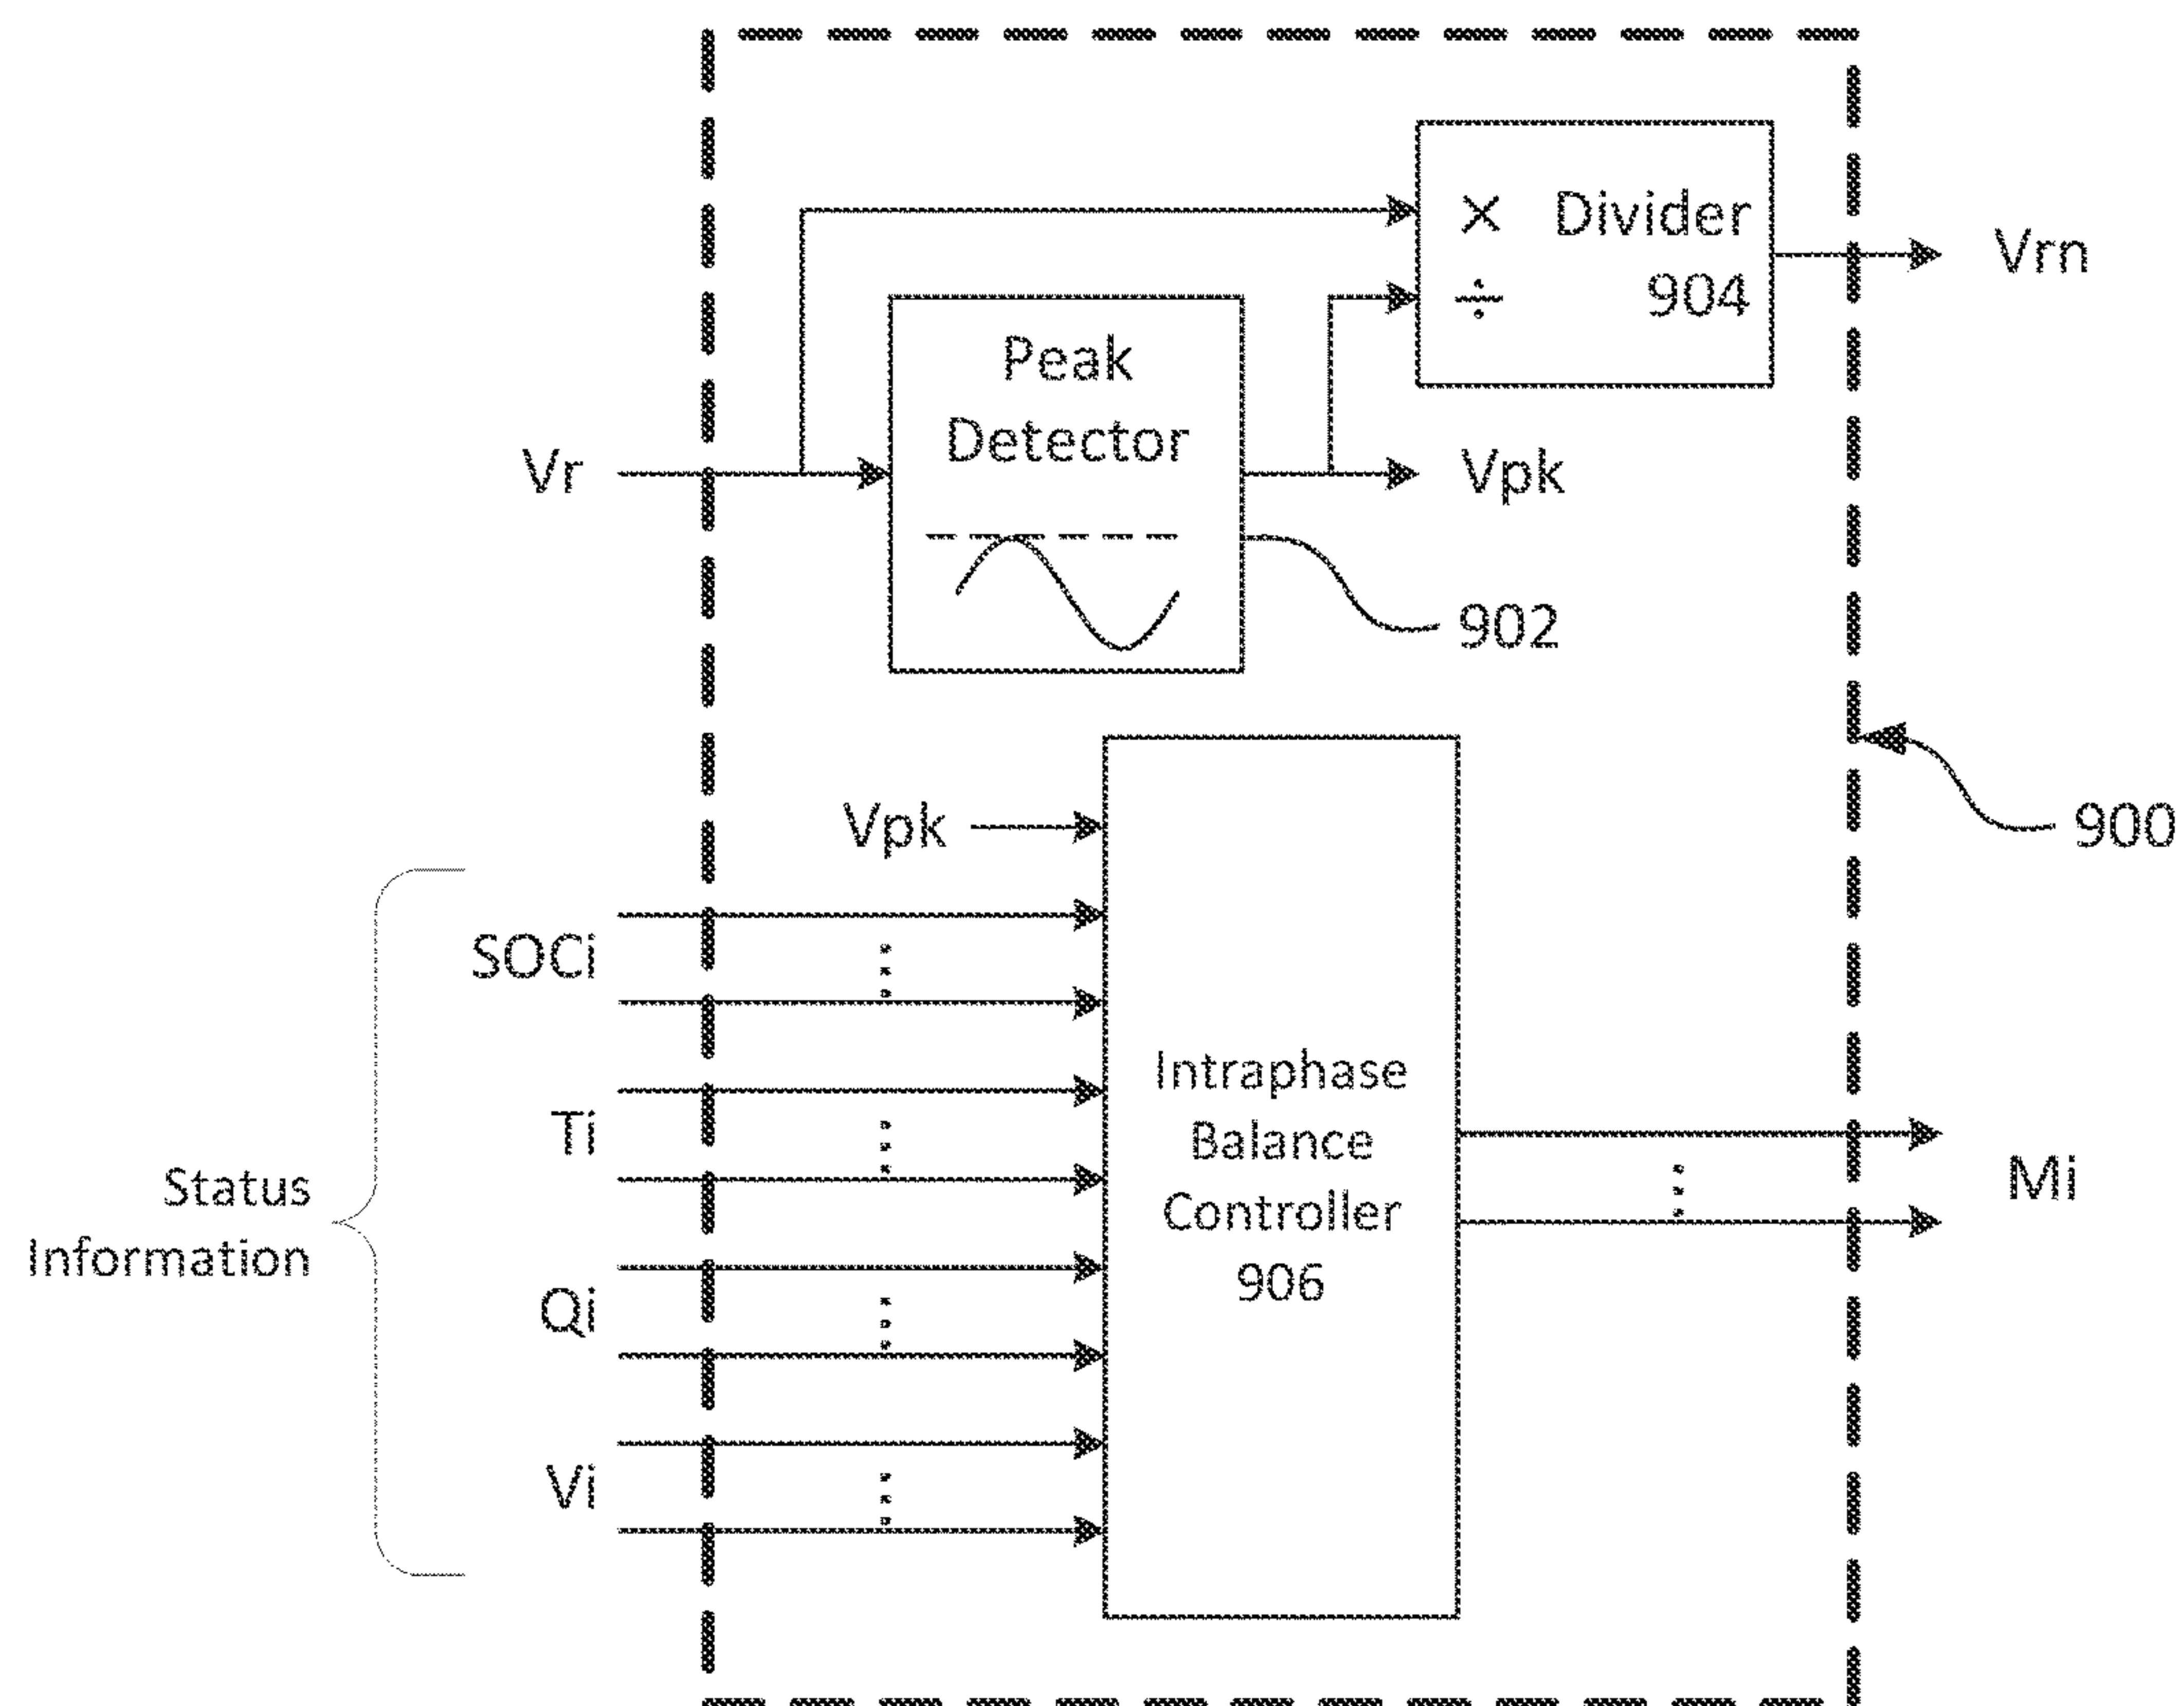 × Divider
÷ 904
Vrn
Peak
Detector
Vr
Vpk
902
Vpk
900
SOCi
Ti
Qi
Vi
Status
Information
Intraphase
Balance
Controller
906
Mi